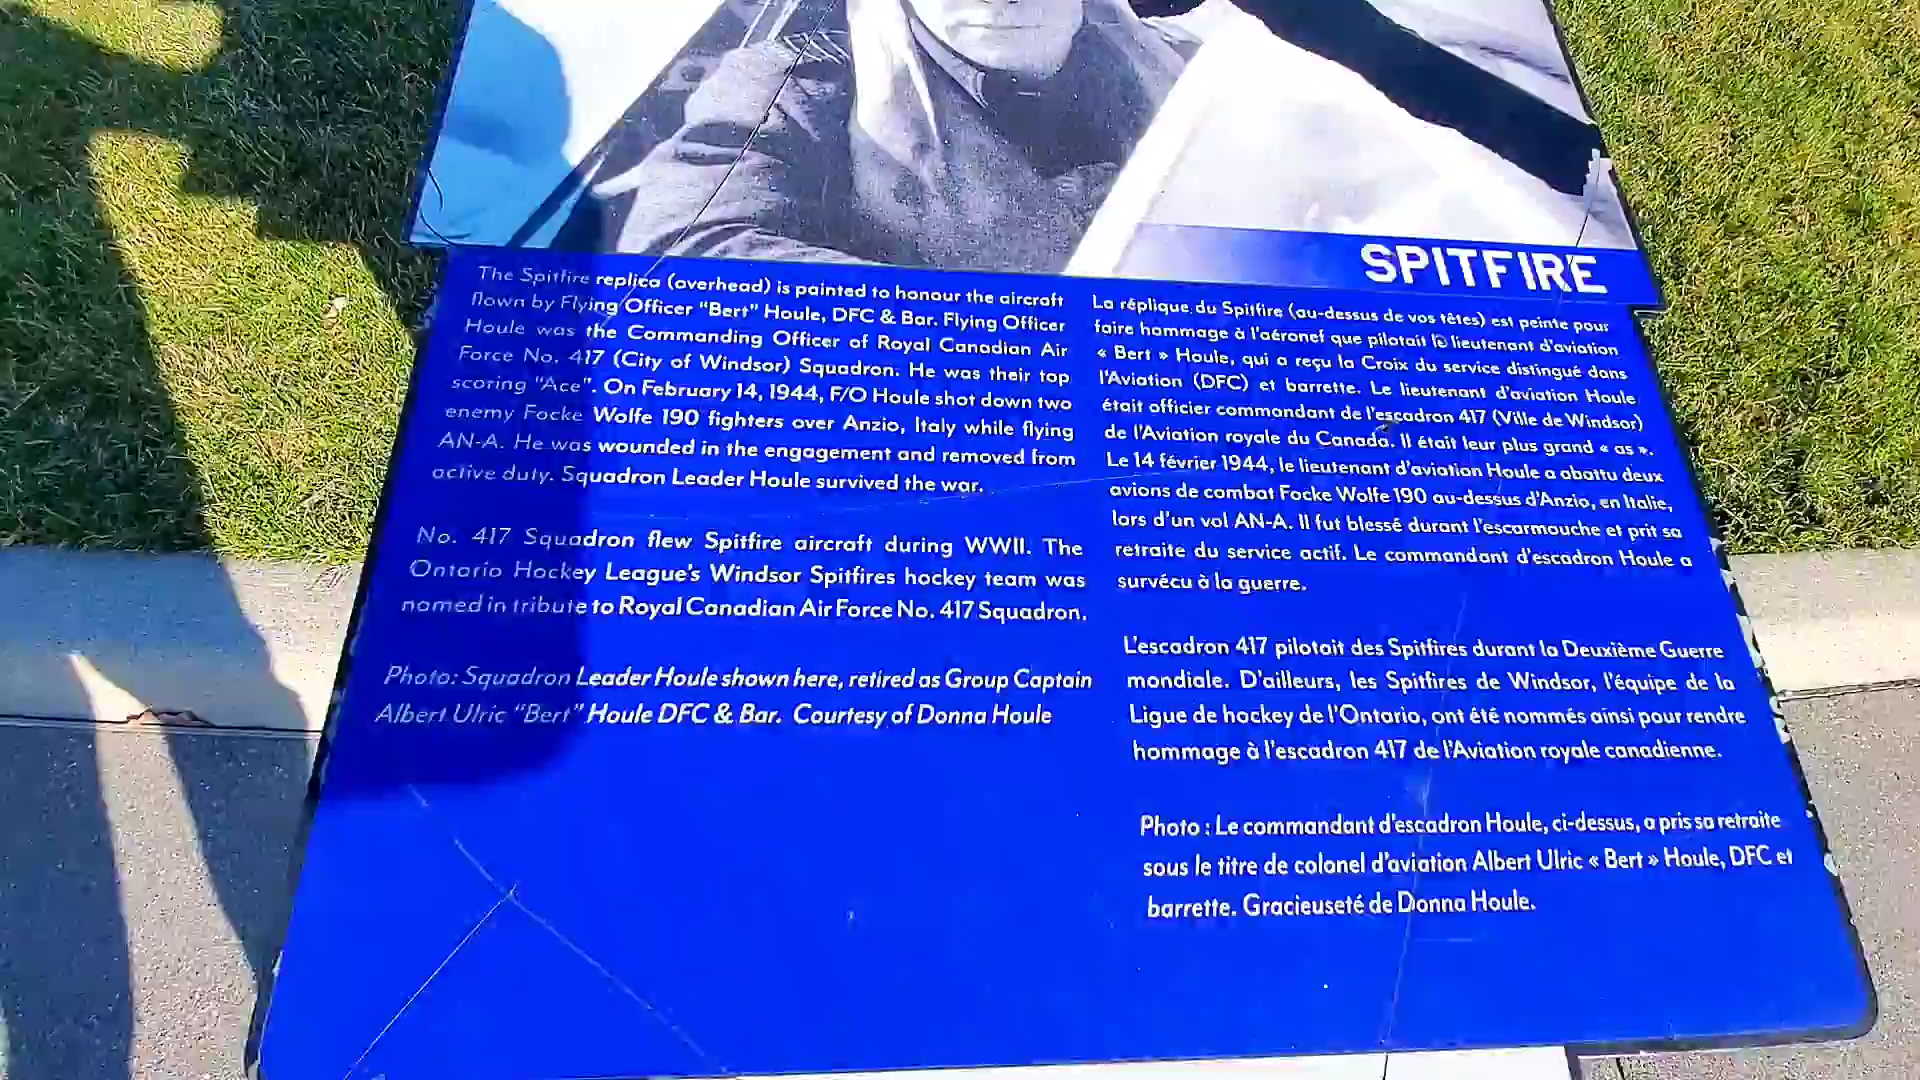 SPITFIRE
The Spitfire replica (overhead) is painted to honour the aircraft
flown by Flying Officer "Bert" Houle, DFC & Bar. Flying Officer
Houle was the Commanding Officer of Royal Canadian Air
Force No. 417 (City of Windsor) Squadron. He was their top
scoring "Ace". On February 14, 1944, F/O Houle shot down two
enemy Focke Wolfe 190 fighters over Anzio, Italy while flying
AN-A. He was wounded in the engagement and removed from
active duty. Squadron Leader Houle survived the war.
No. 417 Squadron flew Spitfire aircraft during WWII. The
Ontario Hockey League's Windsor Spitfires hockey team was
named in tribute to Royal Canadian Air Force No. 417 Squadron.
Photo: Squadron Leader Houle shown here, retired as Group Captain
Albert Ulric "Bert" Houle DFC & Bar. Courtesy of Donna Houle
La réplique du Spitfire (au-dessus de vos têtes) est peinte pour
faire hommage à l'aéronef que pilotait le lieutenant d'aviation
« Bert » Houle, qui a reçu la Croix du service distingué dans
l'Aviation (DFC) et barrette. Le lieutenant d'aviation Houle
était officier commandant de l'escadron 417 (Ville de Windsor)
de l'Aviation royale du Canada. Il était leur plus grand « as ».
Le 14 février 1944, le lieutenant d'aviation Houle a abattu deux
avions de combat Focke Wolfe 190 au-dessus d'Anzio, en Italie,
lors d'un vol AN-A. Il fut blessé durant l'escarmouche et prit sa
retraite du service actif. Le commandant d'escadron Houle a
survécu à la guerre.
L'escadron 417 pilotait des Spitfires durant la Deuxième Guerre
mondiale. D'ailleurs, les Spitfires de Windsor, l'équipe de la
Ligue de hockey de l'Ontario, ont été nommés ainsi pour rendre
hommage à l'escadron 417 de l'Aviation royale canadienne.
Photo : Le commandant d'escadron Houle, ci-dessus, a pris sa retraite
sous le titre de colonel d'aviation Albert Ulric « Bert » Houle, DFC et
barrette. Gracieuseté de Donna Houle.